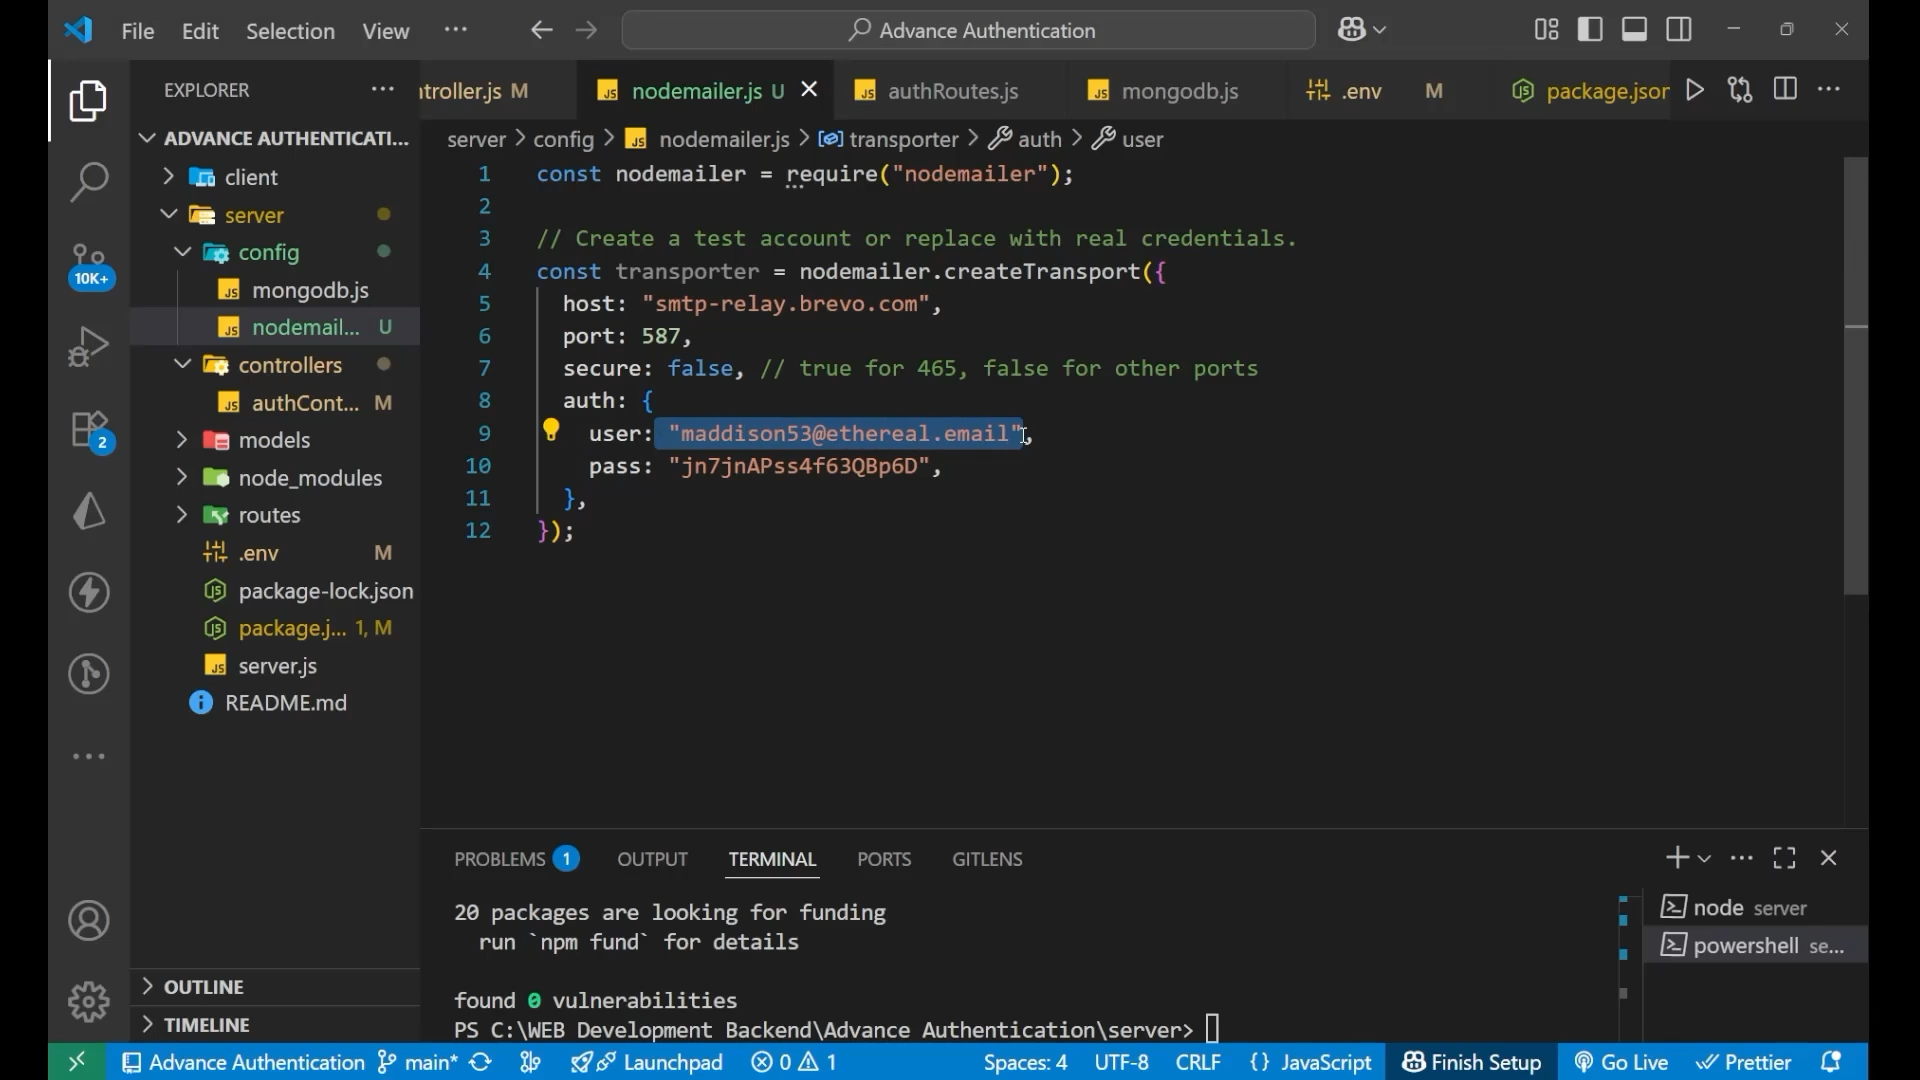 File Edit Selection View ··· Advance Authentication
EXPLORER ···
ntroller.js M nodemailer.js U authRoutes.js mongodb.js .env M package.json
ADVANCE AUTHENTICATI...
client
server
config
mongodb.js
nodemail... U
controllers
authCont... M
models
node_modules
routes
.env M
package-lock.json
package.j... 1, M
server.js
README.md
OUTLINE
TIMELINE
10K+
2
server > config > JS nodemailer.js > transporter > auth > user
1 const nodemailer = require("nodemailer");
2
3 // Create a test account or replace with real credentials.
4 const transporter = nodemailer.createTransport({
5 host: "smtp-relay.brevo.com",
6 port: 587,
7 secure: false, // true for 465, false for other ports
8 auth: {
9 user: "maddison53@ethereal.email",
10 pass: "jn7jnAPss4f63QBp6D",
11 },
12 });
PROBLEMS 1 OUTPUT TERMINAL PORTS GITLENS
20 packages are looking for funding
run `npm fund` for details
found 0 vulnerabilities
PS C:\WEB Development Backend\Advance Authentication\server>
node server
powershell se...
Advance Authentication main* Launchpad 0 1 Spaces: 4 UTF-8 CRLF {} JavaScript Finish Setup Go Live Prettier